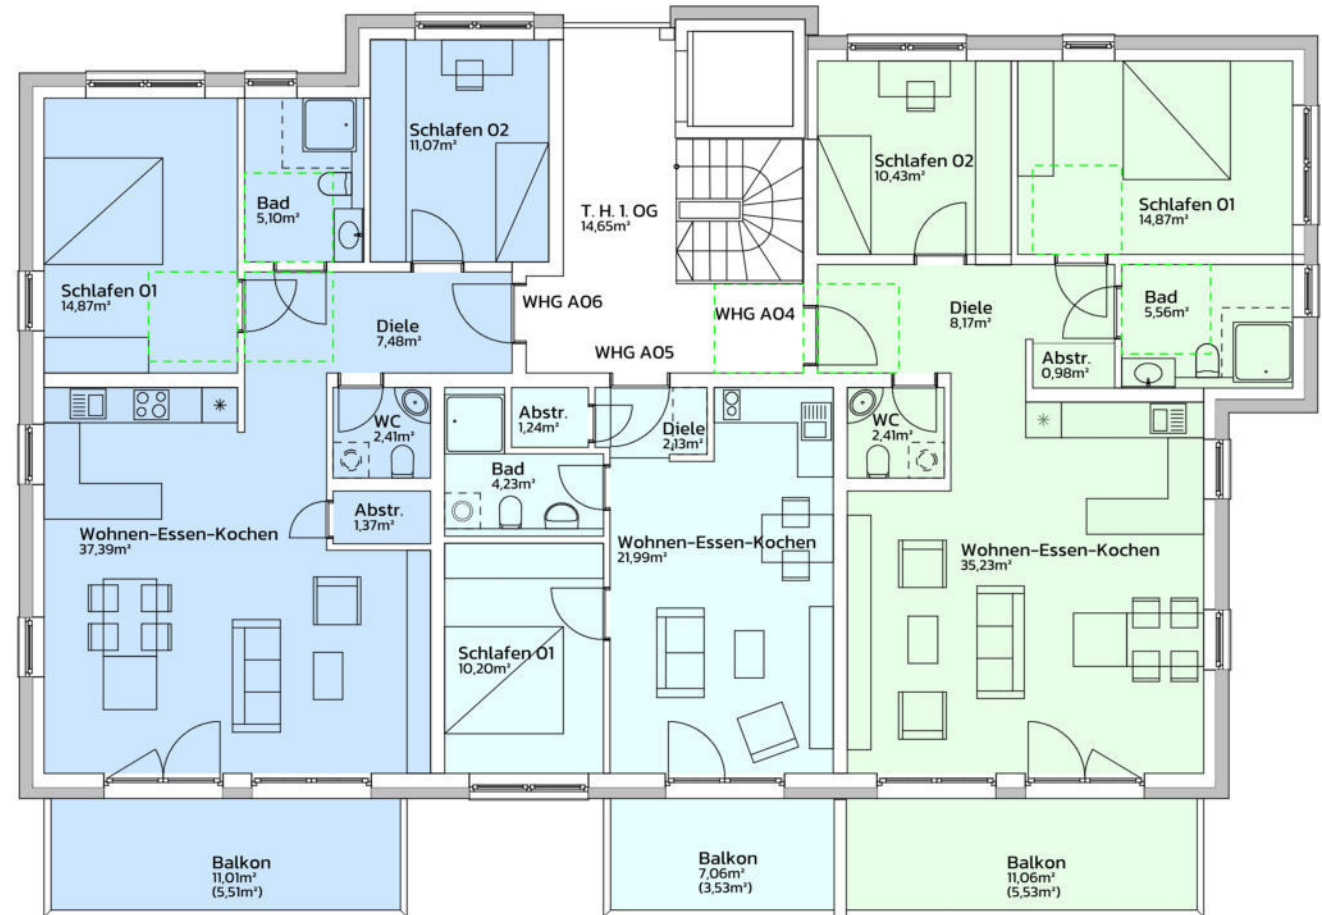 Schlafen 02
11,07m²
Schlafen 02
10,43m²
Bad
5,10m²
T. H. 1. OG
14,65m²
Schlafen 01
14,87m²
Schlafen 01
14,87m²
WHG A06
WHG A04
WHG A05
Diele
7,48m²
Diele
8,17m²
Bad
5,56m²
Abstr.
0,98m²
WC
2,41m²
Abstr.
1,24m²
Diele
2,13m²
WC
2,41m²
Bad
4,23m²
Abstr.
1,37m²
Wohnen-Essen-Kochen
37,39m²
Wohnen-Essen-Kochen
21,99m²
Wohnen-Essen-Kochen
35,23m²
Schlafen 01
10,20m²
Balkon
11,01m²
(5,51m²)
Balkon
7,06m²
(3,53m²)
Balkon
11,06m²
(5,53m²)